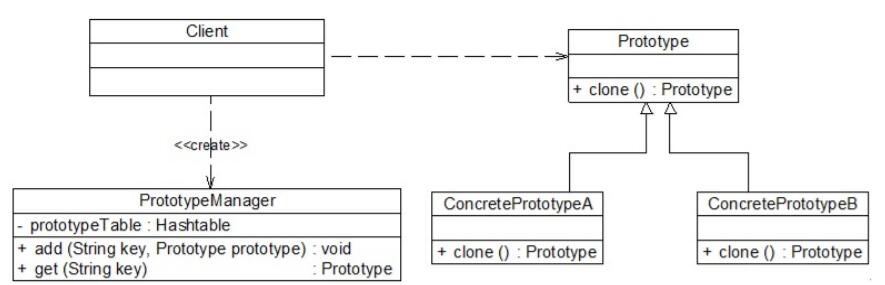 Client
Prototype
+ clone () : Prototype
<<create>>
PrototypeManager
- prototypeTable : Hashtable
+ add (String key, Prototype prototype) : void
+ get (String key) : Prototype
ConcretePrototypeA
+ clone () : Prototype
ConcretePrototypeB
+ clone () : Prototype